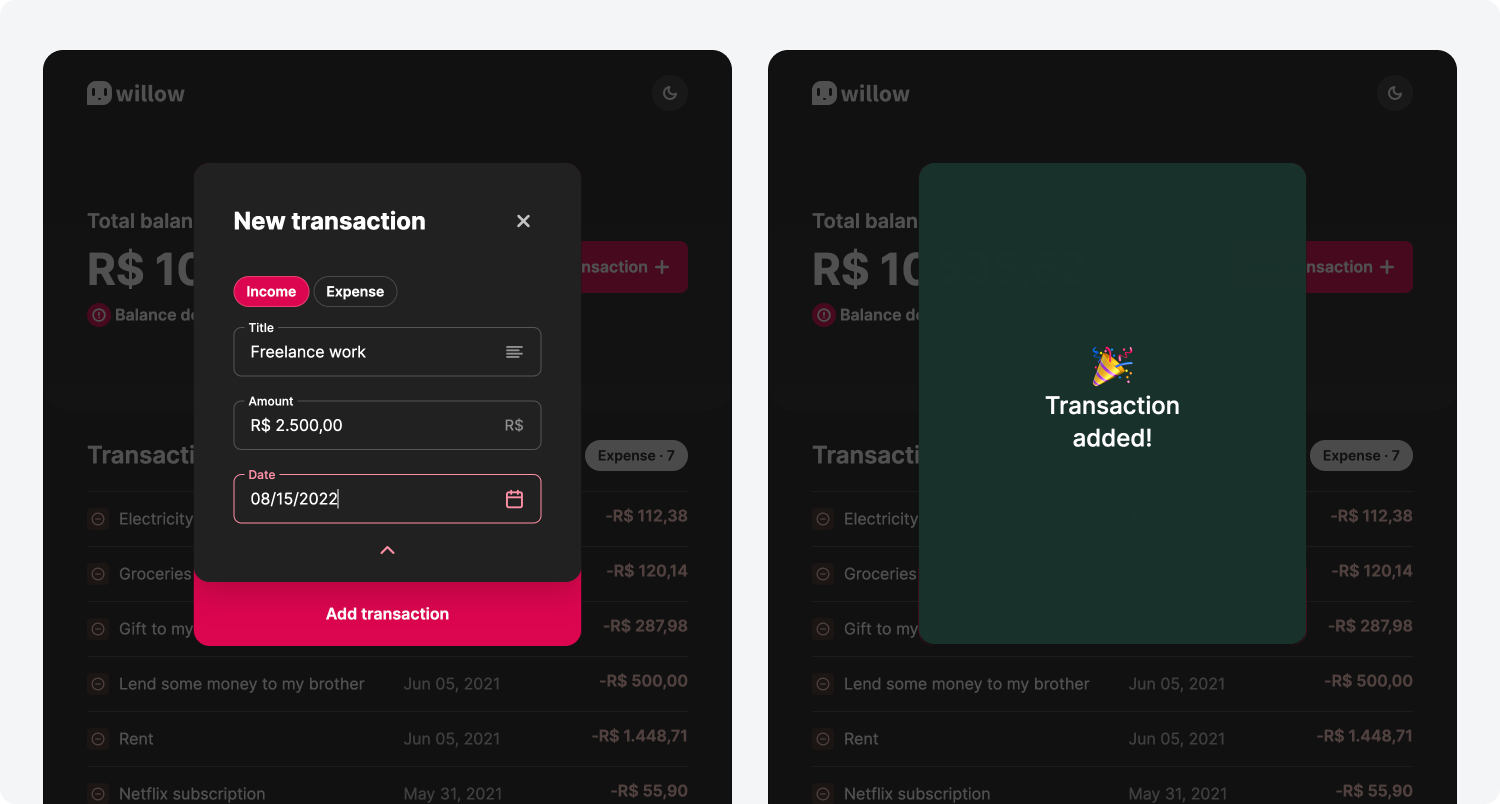 willow
Total balan
R$ 10
nsaction +
Balance de
New transaction
Income
Expense
Title
Freelance work
Amount
R$ 2.500,00
R$
Date
08/15/2022
Add transaction
Transacti
Expense · 7
Electricity
-R$ 112,38
Groceries
-R$ 120,14
Gift to my
-R$ 287,98
Lend some money to my brother
Jun 05, 2021
-R$ 500,00
Rent
Jun 05, 2021
-R$ 1.448,71
Netflix subscription
May 31, 2021
-R$ 55,90
willow
Total balan
R$ 10
nsaction +
Balance de
Transaction
added!
Transacti
Expense · 7
Electricity
-R$ 112,38
Groceries
-R$ 120,14
Gift to my
-R$ 287,98
Lend some money to my brother
Jun 05, 2021
-R$ 500,00
Rent
Jun 05, 2021
-R$ 1.448,71
Netflix subscription
May 31, 2021
-R$ 55,90